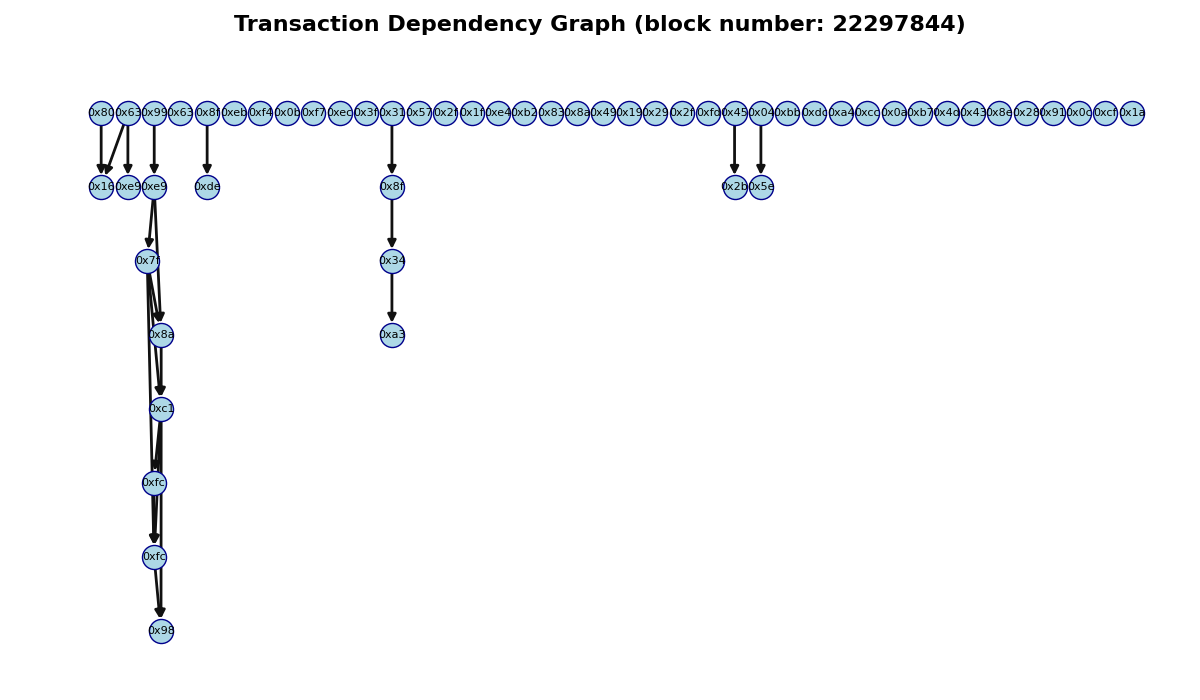 Transaction Dependency Graph (block number: 22297844)
0x80 0x63 0x99 0x63 0x8f 0xeb 0xf4 0x0b 0xf7 0xec 0x3f 0x31 0x57 0x2f 0x1f 0xe4 0xb2 0x83 0x8a 0x49 0x19 0x29 0x2f 0xfd 0x45 0x04 0xbb 0xdc 0xa4 0xcc 0x0a 0xb7 0x4d 0x43 0x8e 0x28 0x91 0x0c 0xcf 0x1a
0x16 0xe9 0xe9 0xde 0x8f 0x2b 0x5e
0x7f 0x34
0x8a 0xa3
0xc1
0xfc
0xfc
0x98